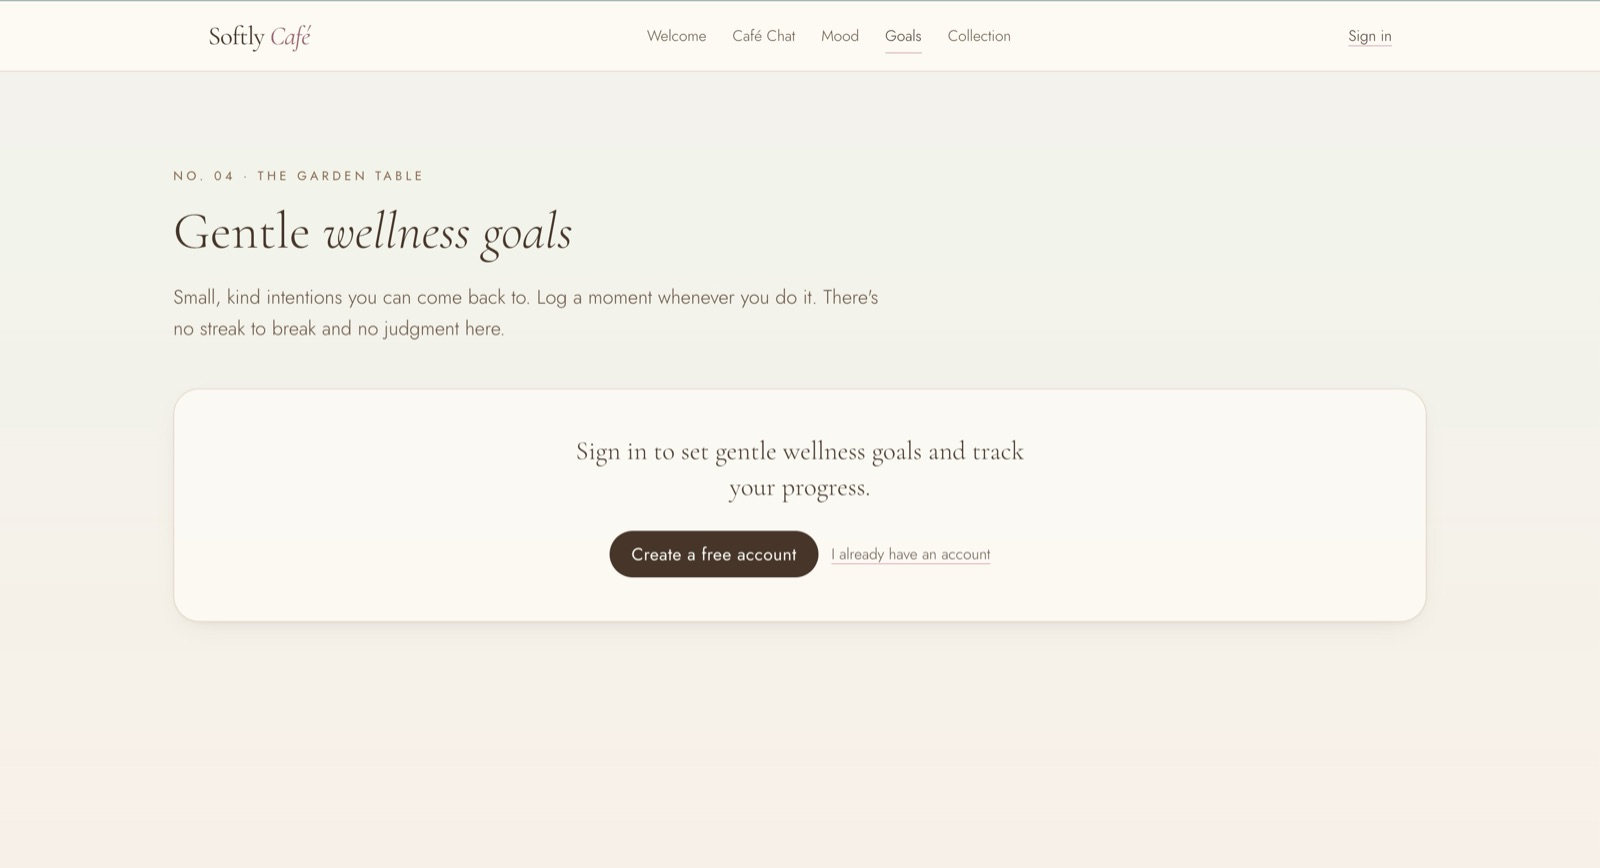 Softly Café
Welcome
Café Chat
Mood
Goals
Collection
Sign in
NO. 04 · THE GARDEN TABLE
Gentle wellness goals
Small, kind intentions you can come back to. Log a moment whenever you do it. There's
no streak to break and no judgment here.
Sign in to set gentle wellness goals and track
your progress.
Create a free account
I already have an account